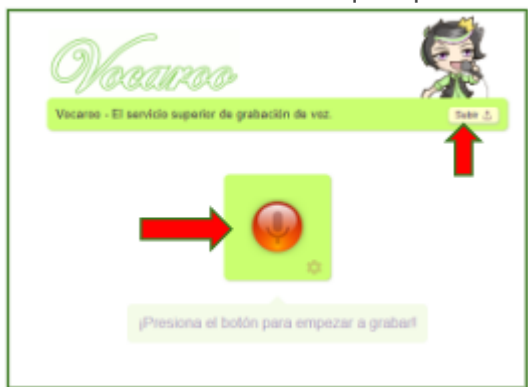 Vocaroo
Vocaroo - El servicio superior de grabación de voz.
Subir
¡Presiona el botón para empezar a grabar!